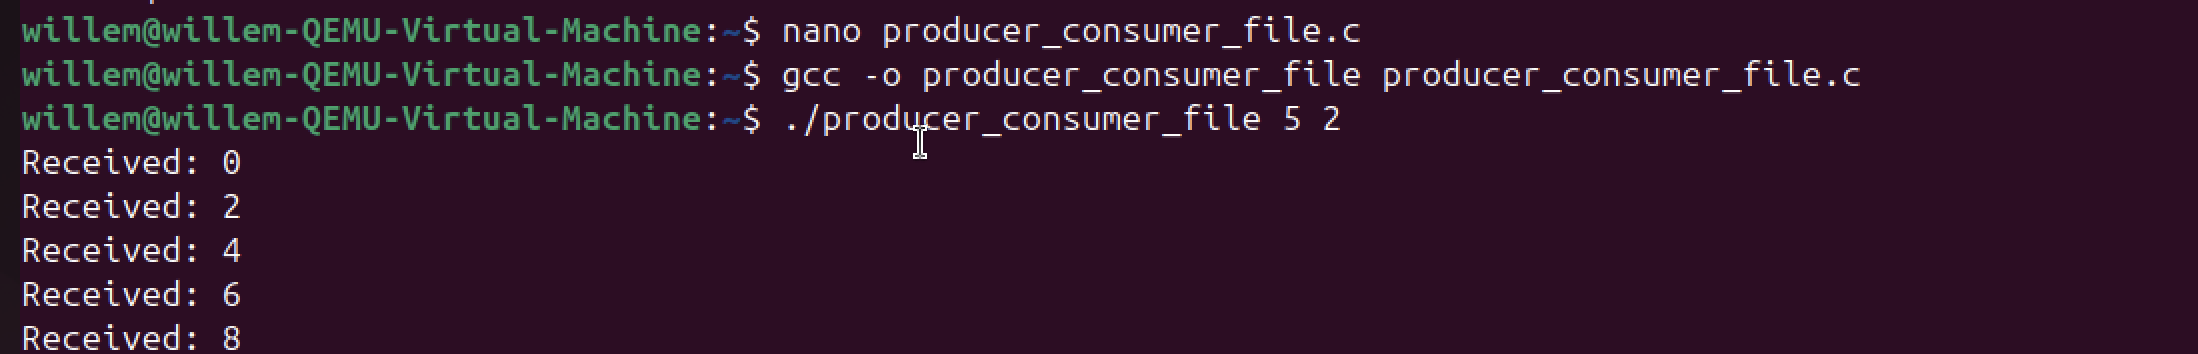 willem@willem-QEMU-Virtual-Machine:~$ nano producer_consumer_file.c
willem@willem-QEMU-Virtual-Machine:~$ gcc -o producer_consumer_file producer_consumer_file.c
willem@willem-QEMU-Virtual-Machine:~$ ./producer_consumer_file 5 2
Received: 0
Received: 2
Received: 4
Received: 6
Received: 8